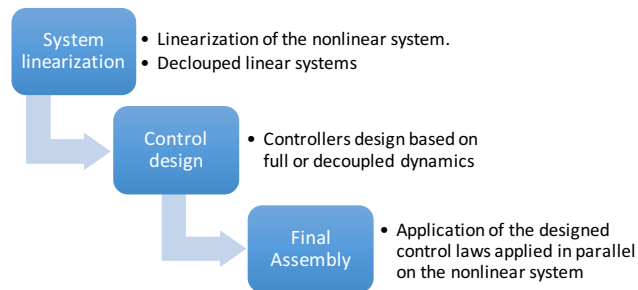 System
linearization
• Linearization of the nonlinear system.
• Declouped linear systems
Control
design
• Controllers design based on
full or decoupled dynamics
Final
Assembly
• Application of the designed
control laws applied in parallel
on the nonlinear system